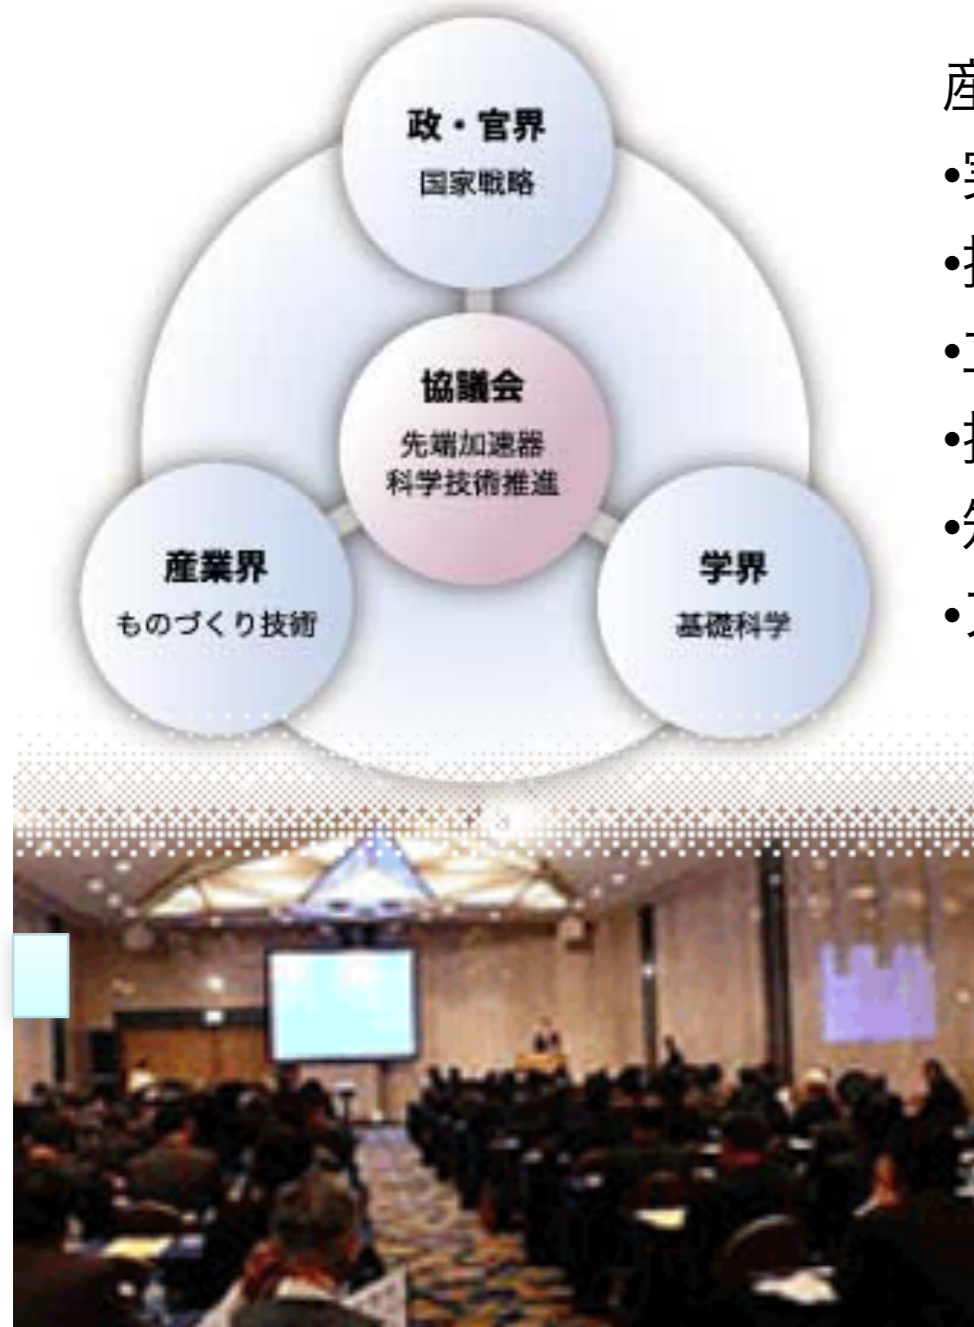 政・官界
国家戦略
協議会
先端加速器
科学技術推進
産業界
ものづくり技術
学界
基礎科学
産